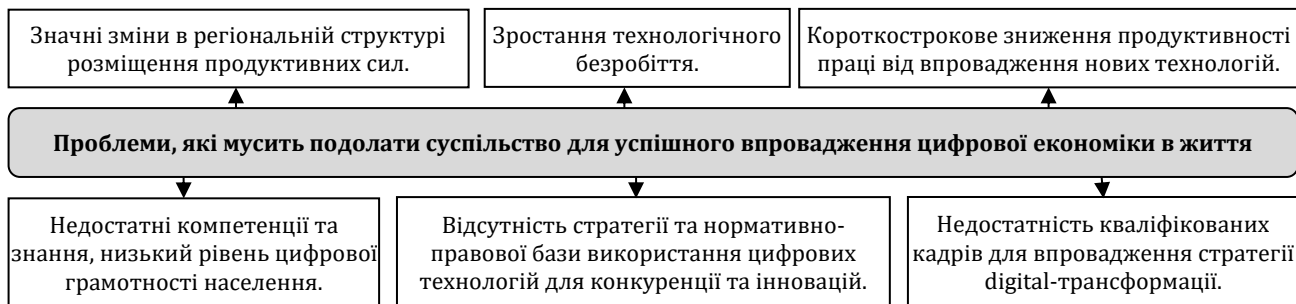 Значні зміни в регіональній структурі
розміщення продуктивних сил.
Зростання технологічного
безробіття.
Короткострокове зниження продуктивності
праці від впровадження нових технологій.
Проблеми, які мусить подолати суспільство для успішного впровадження цифрової економіки в життя
Недостатні компетенції та
знання, низький рівень цифрової
грамотності населення.
Відсутність стратегії та нормативно-
правової бази використання цифрових
технологій для конкуренції та інновацій.
Недостатність кваліфікованих
кадрів для впровадження стратегії
digital-трансформації.